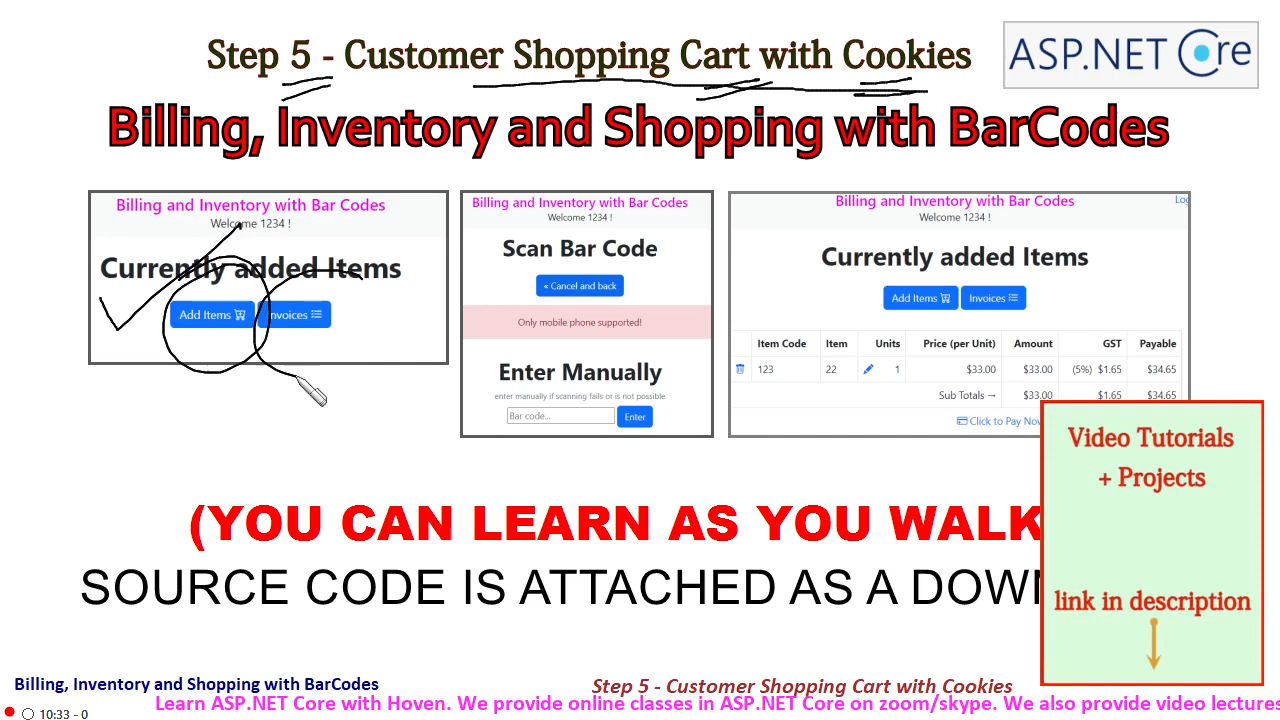 Step 5 - Customer Shopping Cart with Cookies
ASP.NET Core
Billing, Inventory and Shopping with BarCodes
Billing and Inventory with Bar Codes
Welcome 1234 !
Currently added Items
Add Items
Invoices
Billing and Inventory with Bar Codes
Welcome 1234 !
Scan Bar Code
« Cancel and back
Only mobile phone supported!
Enter Manually
enter manually if scanning fails or is not possible
Bar code... Enter
Billing and Inventory with Bar Codes
Log
Welcome 1234 !
Currently added Items
Add Items
Invoices
Item Code Item Units Price (per Unit) Amount GST Payable
123 22 1 $33.00 $33.00 (5%) $1.65 $34.65
Sub Totals → $33.00 $1.65 $34.65
Click to Pay Now
Video Tutorials
+ Projects
link in description
(YOU CAN LEARN AS YOU WALK
SOURCE CODE IS ATTACHED AS A DOWN
Billing, Inventory and Shopping with BarCodes
Step 5 - Customer Shopping Cart with Cookies
Learn ASP.NET Core with Hoven. We provide online classes in ASP.NET Core on zoom/skype. We also provide video lectures
10:33 - 0